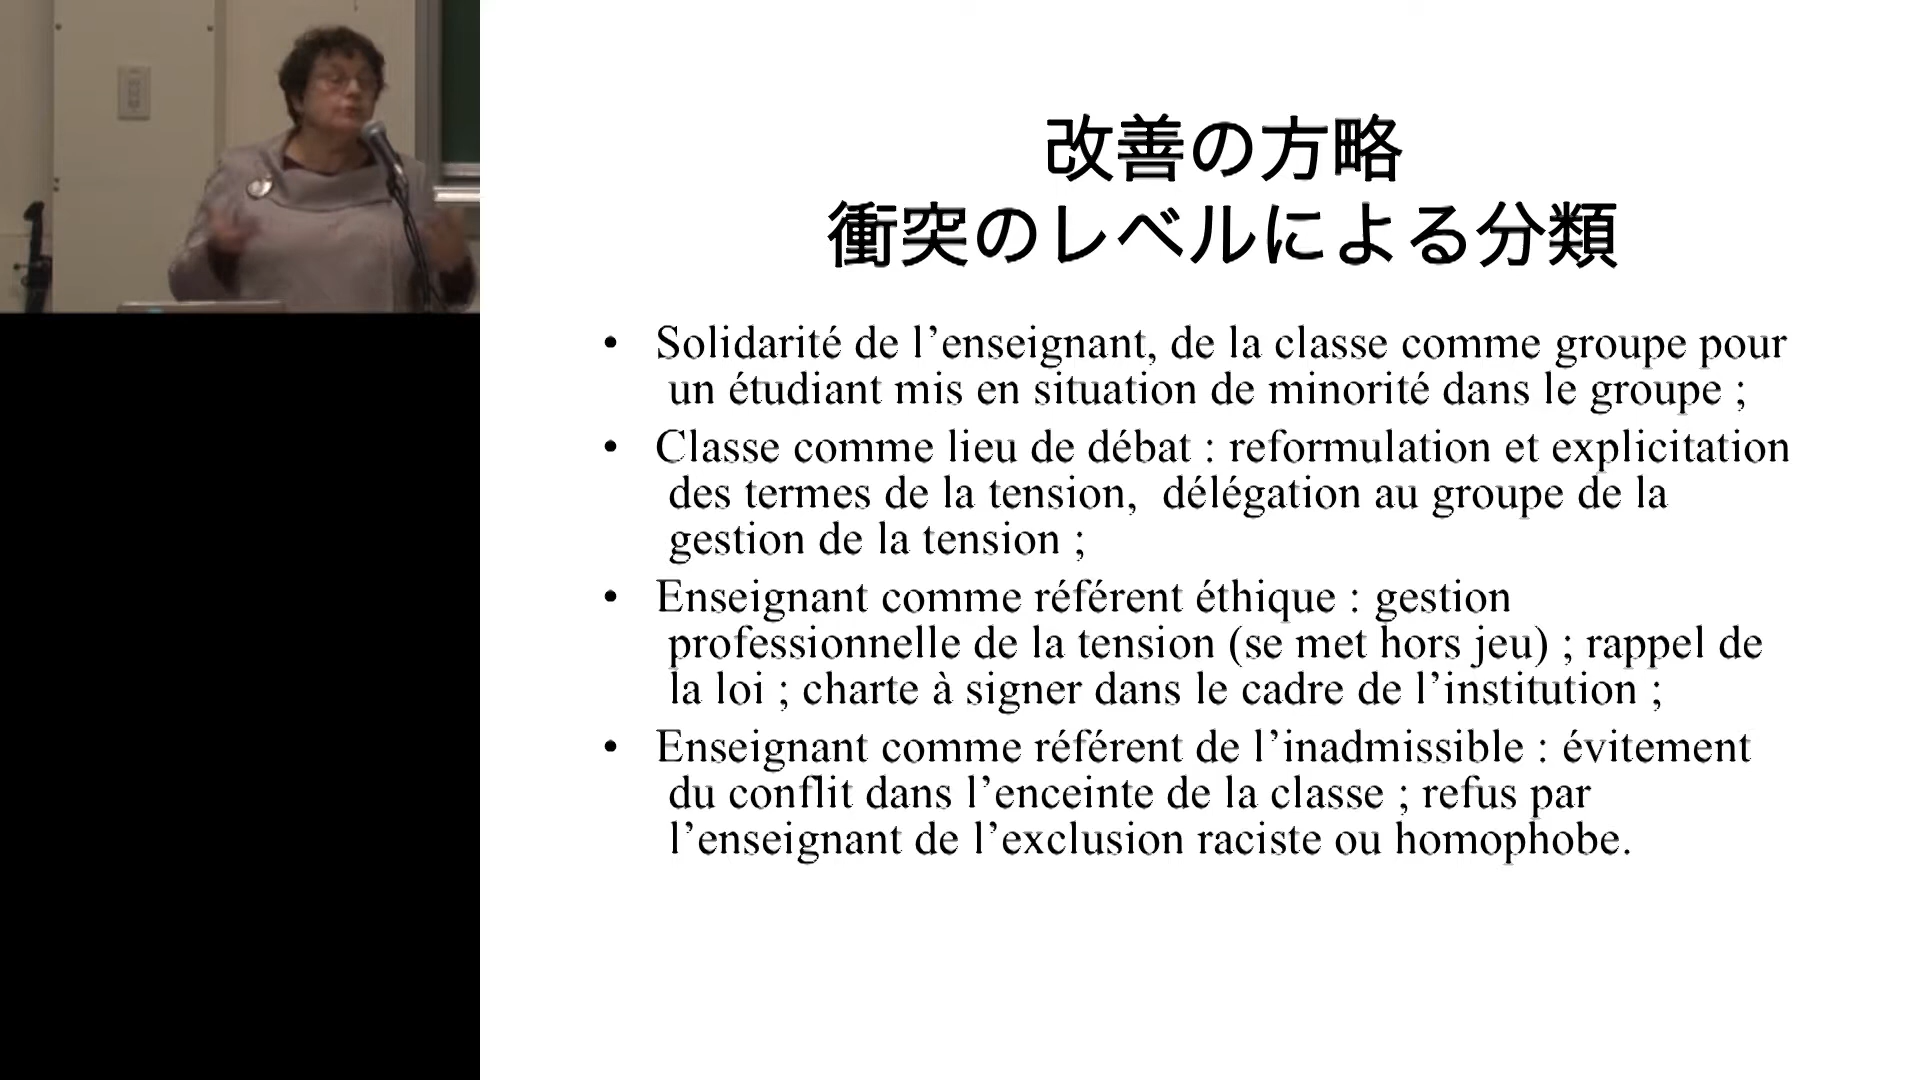 改善の方略
衝突のレベルによる分類
• Solidarité de l’enseignant, de la classe comme groupe pour
un étudiant mis en situation de minorité dans le groupe ;
• Classe comme lieu de débat : reformulation et explicitation
des termes de la tension,  délégation au groupe de la
gestion de la tension ;
• Enseignant comme référent éthique : gestion
professionnelle de la tension (se met hors jeu) ; rappel de
la loi ; charte à signer dans le cadre de l’institution ;
• Enseignant comme référent de l’inadmissible : évitement
du conflit dans l’enceinte de la classe ; refus par
l’enseignant de l’exclusion raciste ou homophobe.